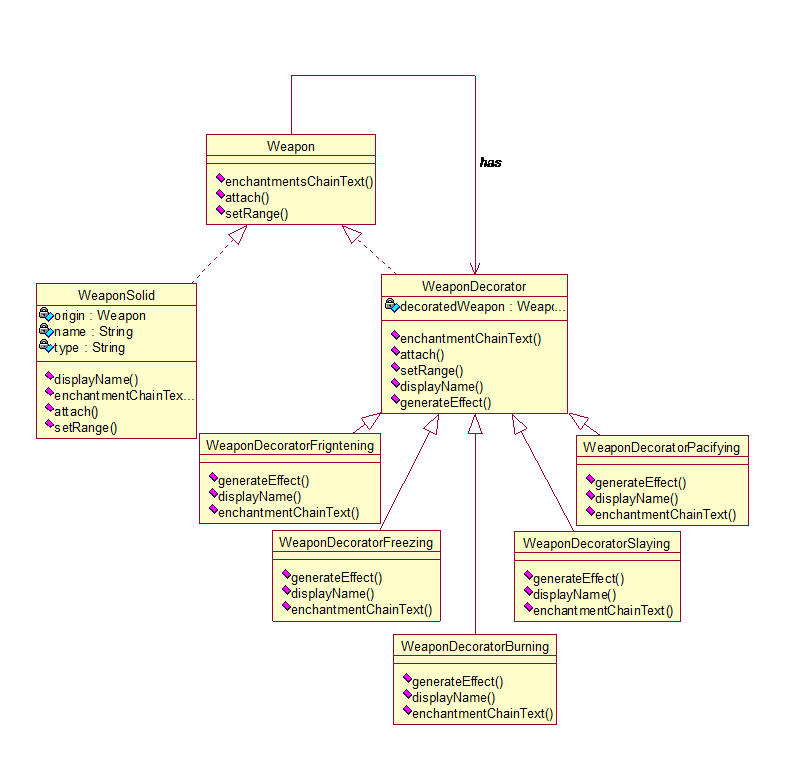 Weapon
enchantmentsChainText()
attach()
setRange()
has
WeaponSolid
origin : Weapon
name : String
type : String
displayName()
enchantmentChainTex...
attach()
setRange()
WeaponDecorator
decoratedWeapon : Weapo...
enchantmentChainText()
attach()
setRange()
displayName()
generateEffect()
WeaponDecoratorFrigntening
generateEffect()
displayName()
enchantmentChainText()
WeaponDecoratorPacifying
generateEffect()
displayName()
enchantmentChainText()
WeaponDecoratorFreezing
generateEffect()
displayName()
enchantmentChainText()
WeaponDecoratorSlaying
generateEffect()
displayName()
enchantmentChainText()
WeaponDecoratorBurning
generateEffect()
displayName()
enchantmentChainText()